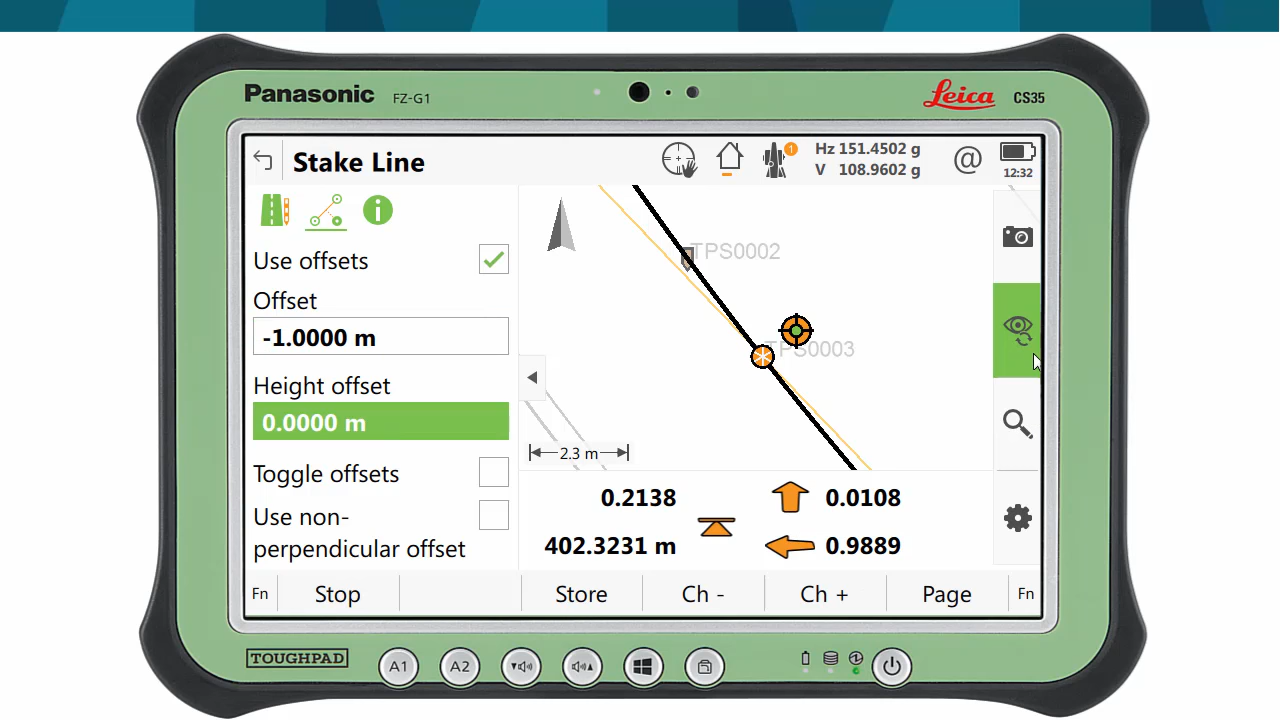 Panasonic FZ-G1
Leica CS35
Stake Line
1
Hz 151.4502 g
V 108.9602 g
@
12:32
i
Use offsets
Offset
-1.0000 m
Height offset
0.0000 m
Toggle offsets
Use non-
perpendicular offset
TPS0002
TPS0003
2.3 m
0.2138
0.0108
402.3231 m
0.9889
Fn Stop Store Ch - Ch + Page Fn
TOUGHPAD A1 A2